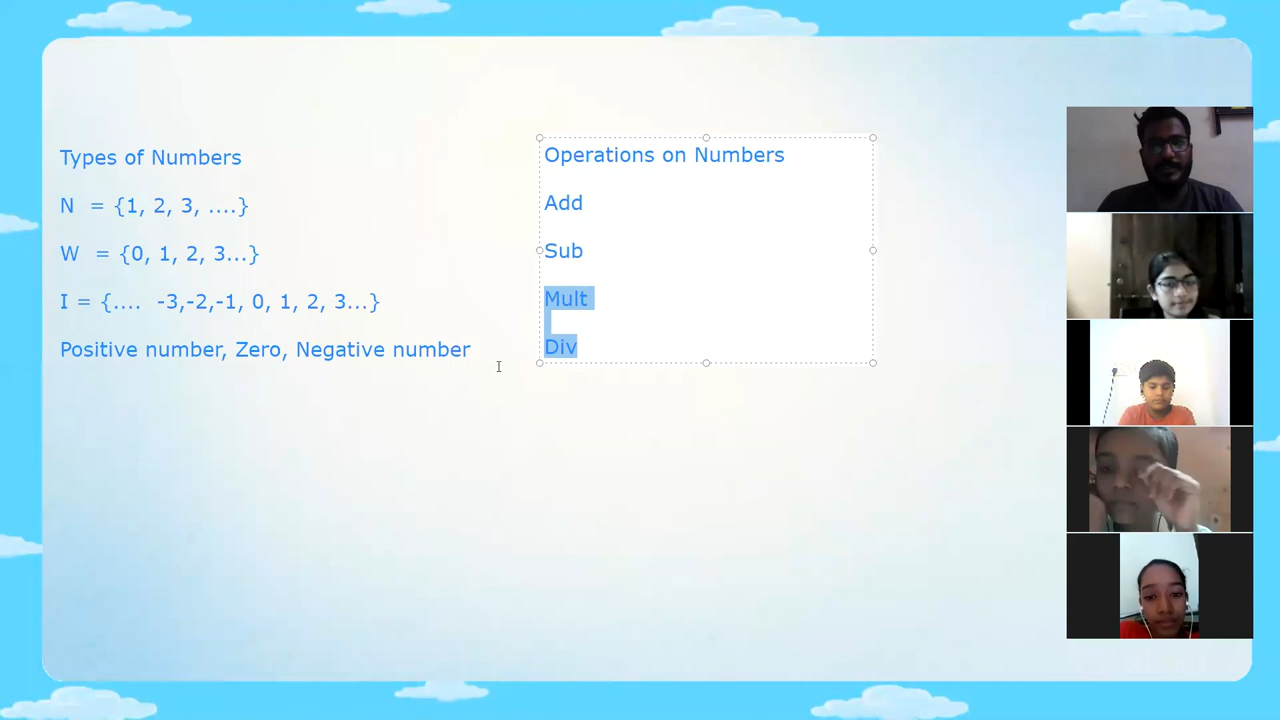 Types of Numbers
N = {1, 2, 3, ....}
W = {0, 1, 2, 3...}
I = {.... -3,-2,-1, 0, 1, 2, 3...}
Positive number, Zero, Negative number
Operations on Numbers
Add
Sub
Mult
Div